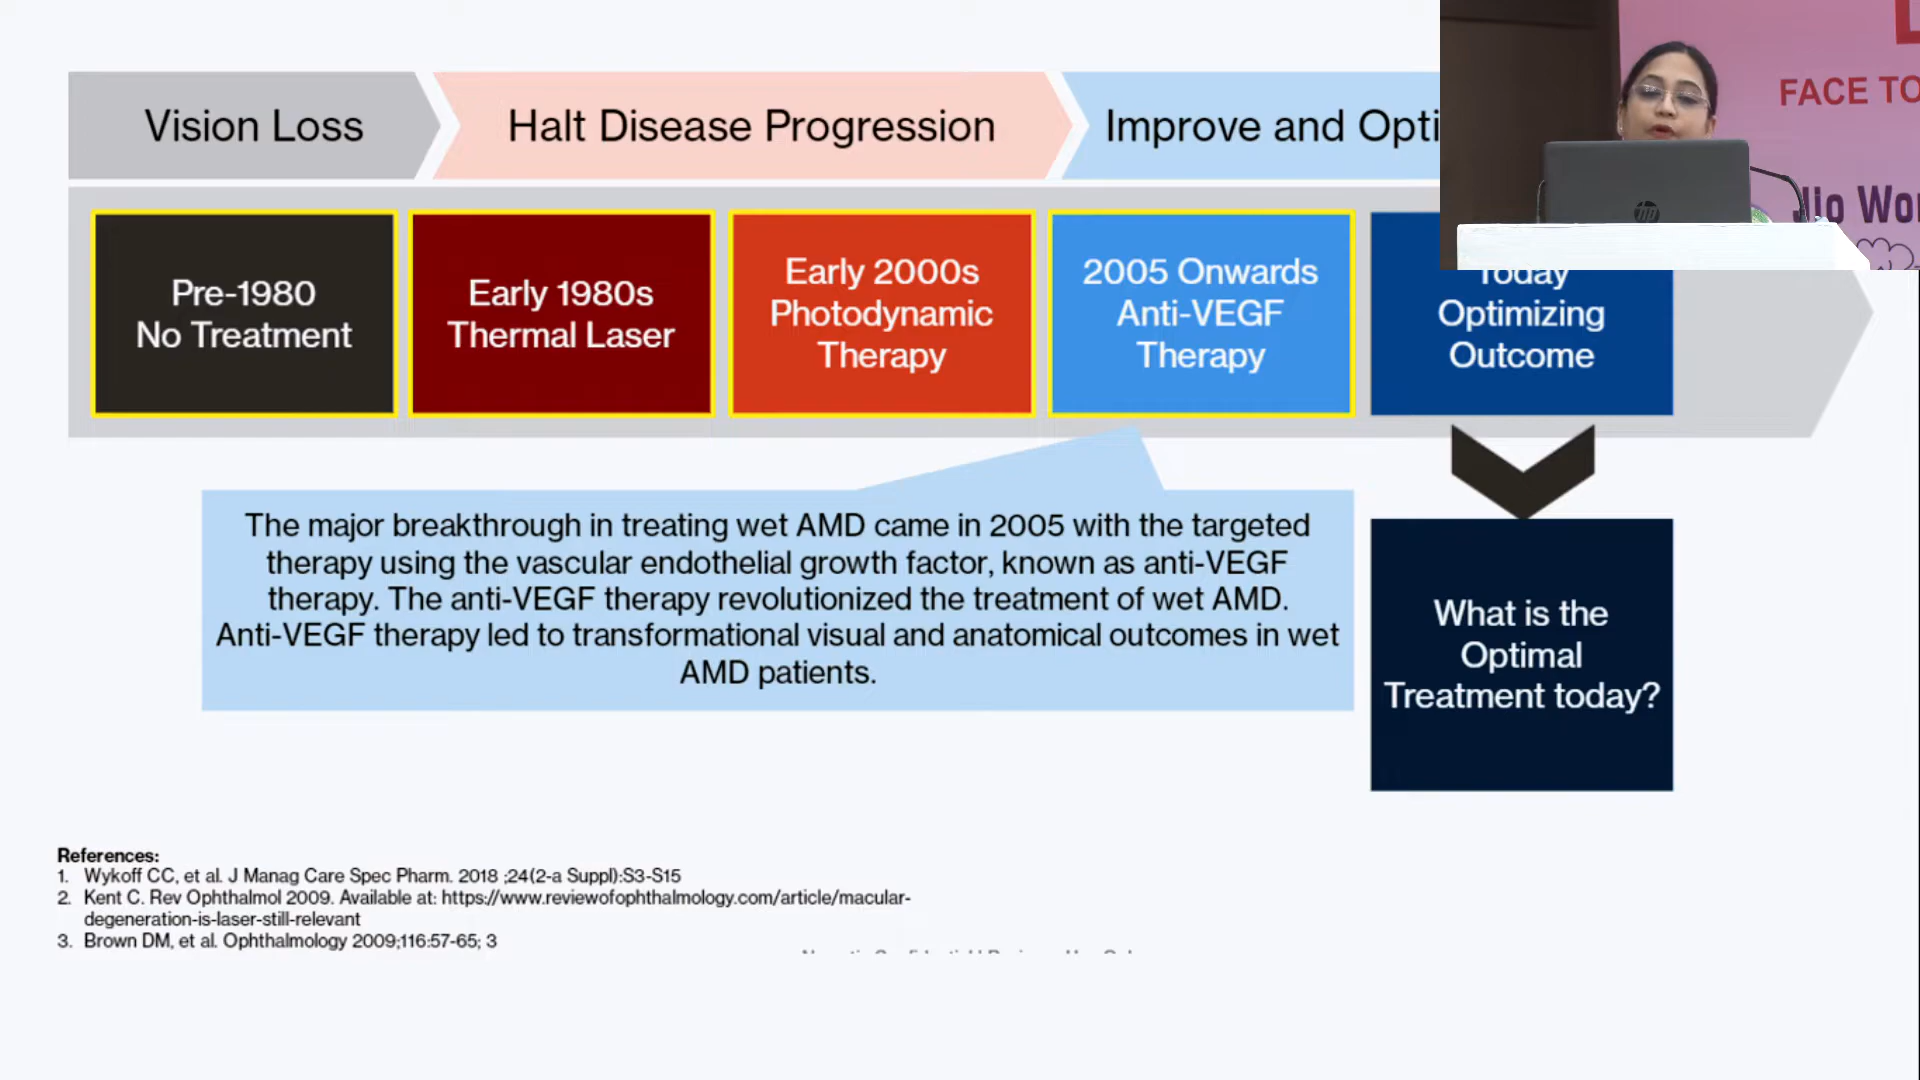 Vision Loss
Halt Disease Progression
Improve and Opti
FACE TO
Jio Wor
hp
Pre-1980
No Treatment
Early 1980s
Thermal Laser
Early 2000s
Photodynamic
Therapy
2005 Onwards
Anti-VEGF
Therapy
Today
Optimizing
Outcome
The major breakthrough in treating wet AMD came in 2005 with the targeted
therapy using the vascular endothelial growth factor, known as anti-VEGF
therapy. The anti-VEGF therapy revolutionized the treatment of wet AMD.
Anti-VEGF therapy led to transformational visual and anatomical outcomes in wet
AMD patients.
What is the
Optimal
Treatment today?
References:
1. Wykoff CC, et al. J Manag Care Spec Pharm. 2018 ;24(2-a Suppl):S3-S15
2. Kent C. Rev Ophthalmol 2009. Available at: https://www.reviewofophthalmology.com/article/macular-
degeneration-is-laser-still-relevant
3. Brown DM, et al. Ophthalmology 2009;116:57-65; 3